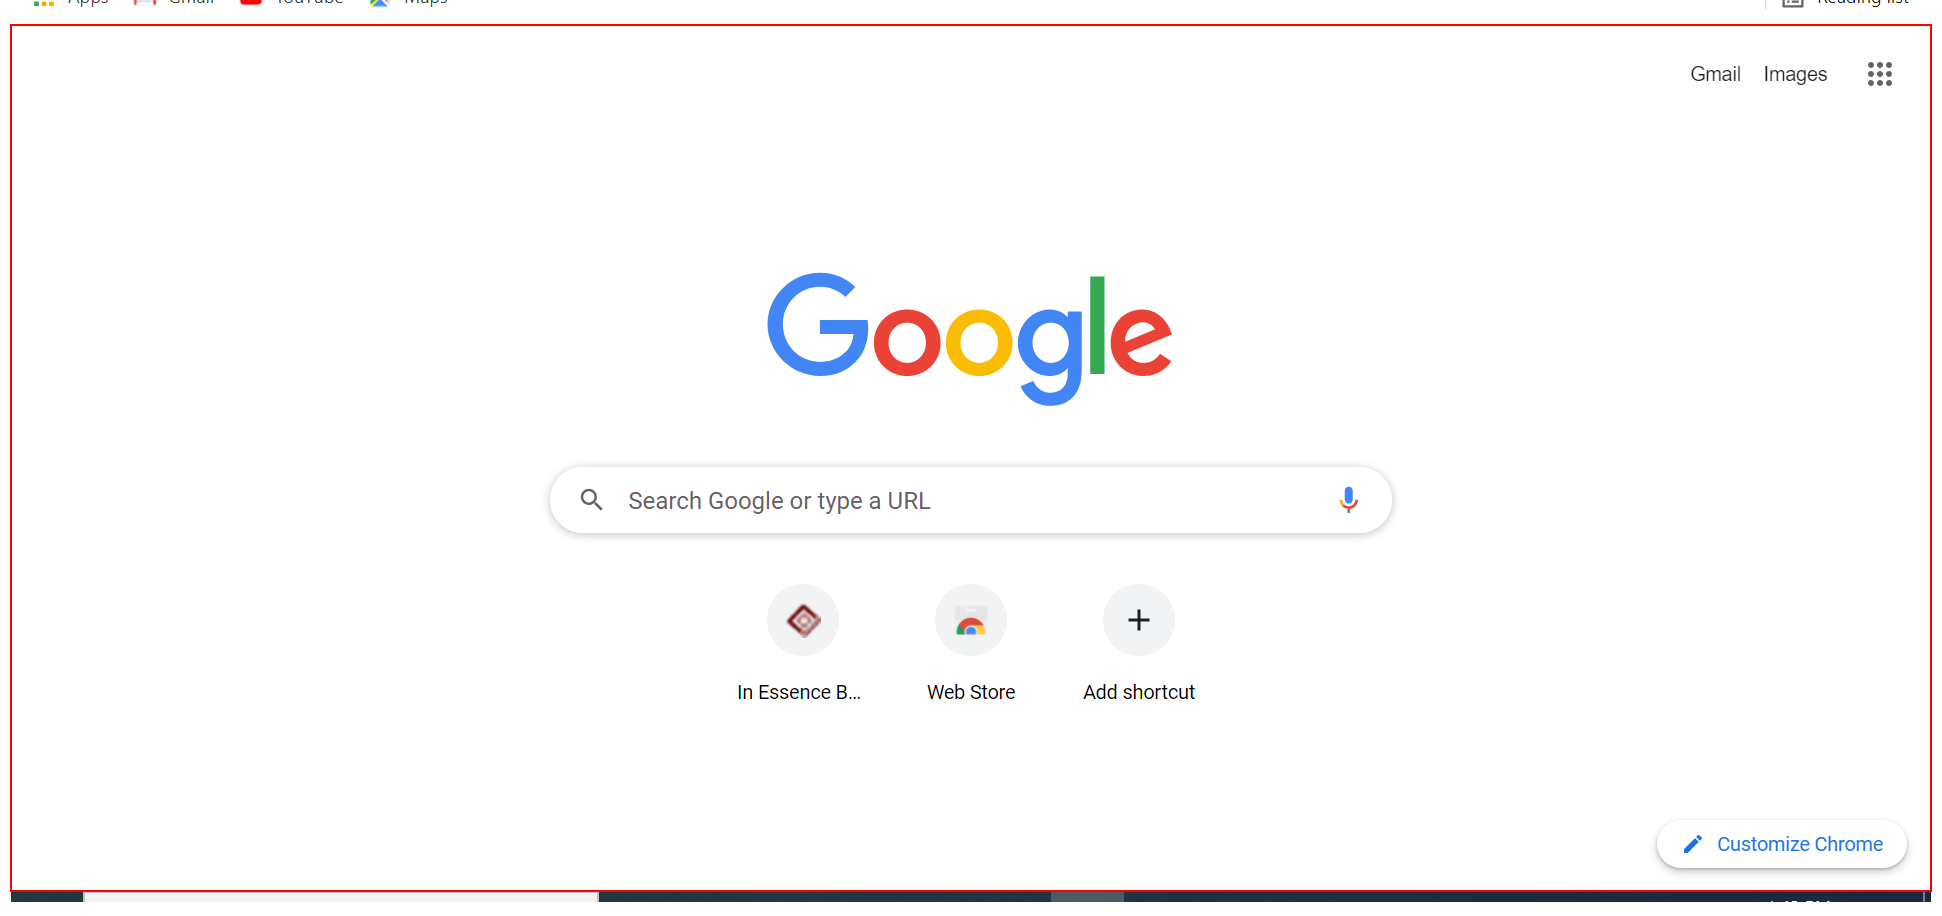 Apps Gmail YouTube Maps Reading list
Gmail Images
Google
Search Google or type a URL
In Essence B...
Web Store
Add shortcut
Customize Chrome